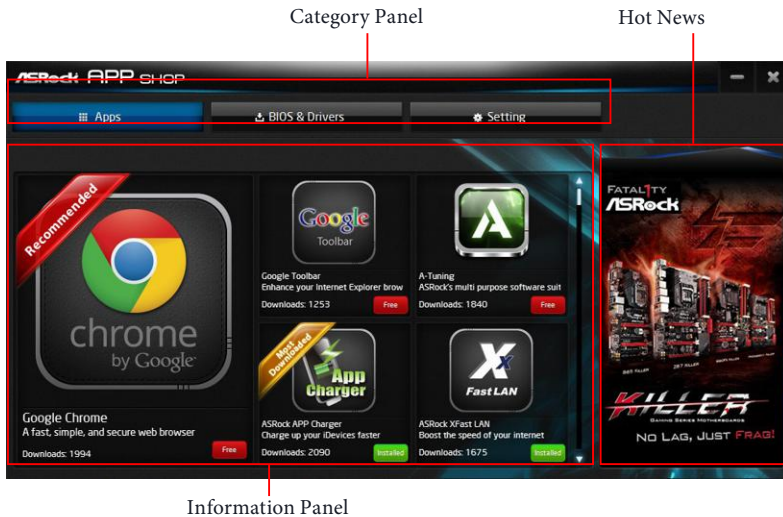 Category Panel
Hot News
ASRock APP SHOP
Apps
BIOS & Drivers
Setting
Recommended
chrome
by Google
Google Chrome
A fast, simple, and secure web browser
Downloads: 1994
Free
Google
Toolbar
Google Toolbar
Enhance your Internet Explorer brow
Downloads: 1253
Free
A-Tuning
ASRock's multi purpose software suit
Downloads: 1840
Free
Most
Downloaded
App
Charger
ASRock APP Charger
Charge up your iDevices faster
Downloads: 2090
Installed
Fast LAN
ASRock XFast LAN
Boost the speed of your internet
Downloads: 1675
Installed
FATAL1TY
ASRock
KILLER
GAMING SERIES MOTHERBOARDS
NO LAG, JUST FRAG!
Information Panel